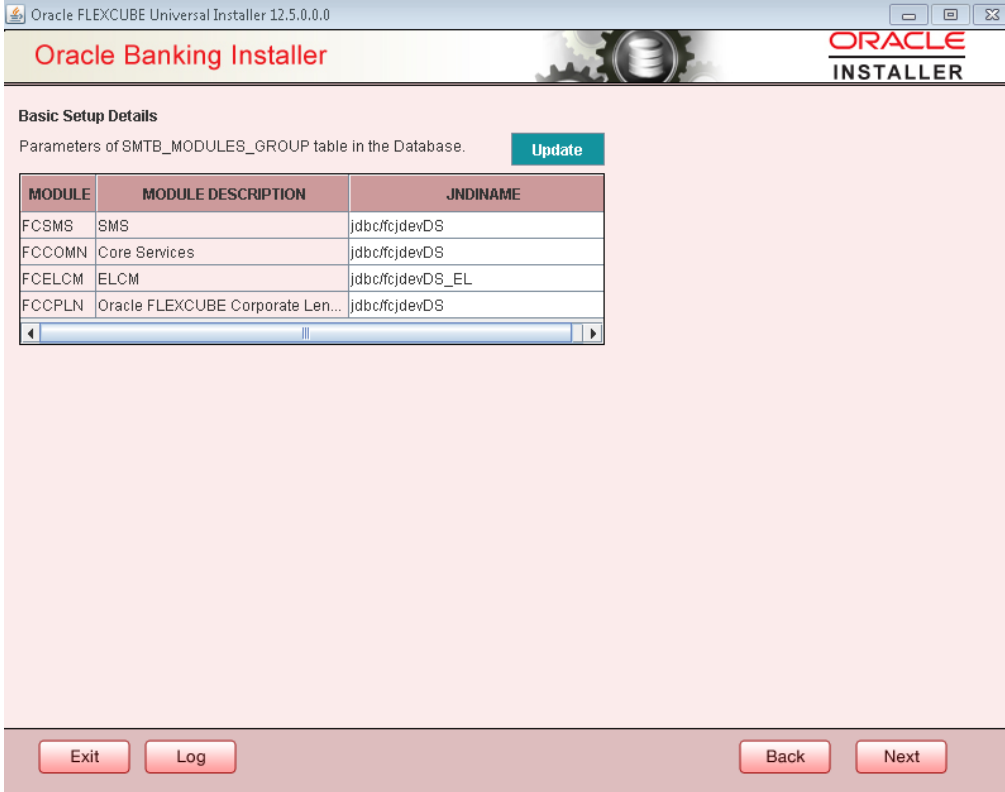 Oracle FLEXCUBE Universal Installer 12.5.0.0.0
Oracle Banking Installer
ORACLE
INSTALLER
Basic Setup Details
Parameters of SMTB_MODULES_GROUP table in the Database.
Update
MODULE MODULE DESCRIPTION JNDINAME
FCSMS SMS jdbc/fcjdevDS
FCCOMN Core Services jdbc/fcjdevDS
FCELCM ELCM jdbc/fcjdevDS_EL
FCCPLN Oracle FLEXCUBE Corporate Len... jdbc/fcjdevDS
Exit Log Back Next